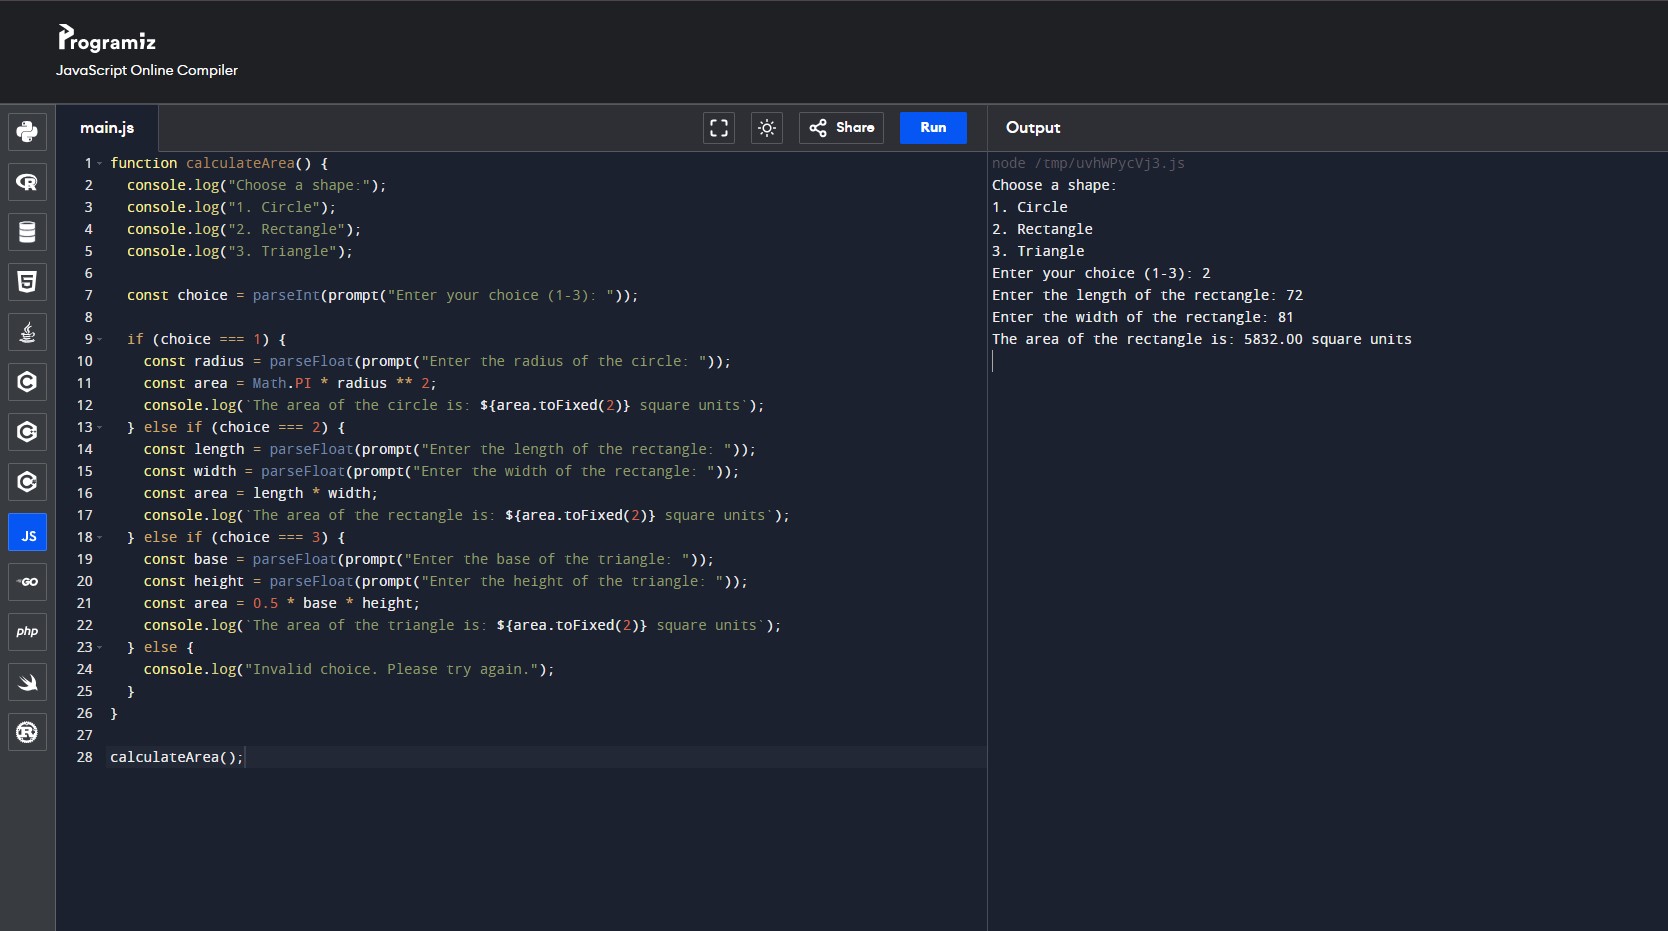 Programiz
JavaScript Online Compiler
main.js
Share
Run
Output
1 function calculateArea() {
2   console.log("Choose a shape:");
3   console.log("1. Circle");
4   console.log("2. Rectangle");
5   console.log("3. Triangle");
6
7   const choice = parseInt(prompt("Enter your choice (1-3): "));
8
9   if (choice === 1) {
10     const radius = parseFloat(prompt("Enter the radius of the circle: "));
11     const area = Math.PI * radius ** 2;
12     console.log(`The area of the circle is: ${area.toFixed(2)} square units`);
13   } else if (choice === 2) {
14     const length = parseFloat(prompt("Enter the length of the rectangle: "));
15     const width = parseFloat(prompt("Enter the width of the rectangle: "));
16     const area = length * width;
17     console.log(`The area of the rectangle is: ${area.toFixed(2)} square units`);
18   } else if (choice === 3) {
19     const base = parseFloat(prompt("Enter the base of the triangle: "));
20     const height = parseFloat(prompt("Enter the height of the triangle: "));
21     const area = 0.5 * base * height;
22     console.log(`The area of the triangle is: ${area.toFixed(2)} square units`);
23   } else {
24     console.log("Invalid choice. Please try again.");
25   }
26 }
27
28 calculateArea();
node /tmp/uvhWPycVj3.js
Choose a shape:
1. Circle
2. Rectangle
3. Triangle
Enter your choice (1-3): 2
Enter the length of the rectangle: 72
Enter the width of the rectangle: 81
The area of the rectangle is: 5832.00 square units
R
5
C
C
C
JS
GO
php
R